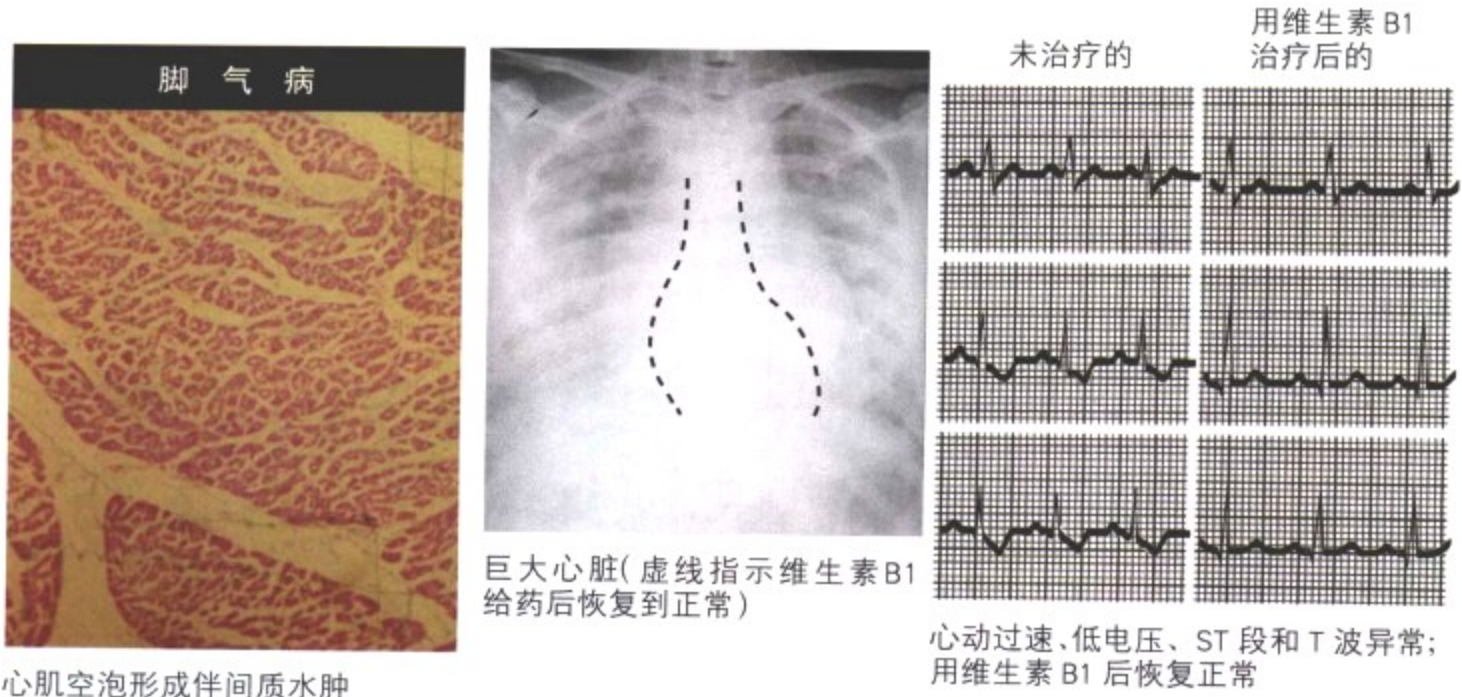 脚气病
心肌空泡形成伴间质水肿
巨大心脏(虚线指示维生素B1
给药后恢复到正常)
未治疗的
用维生素 B1
治疗后的
心动过速、低电压、ST 段和 T 波异常;
用维生素 B1 后恢复正常